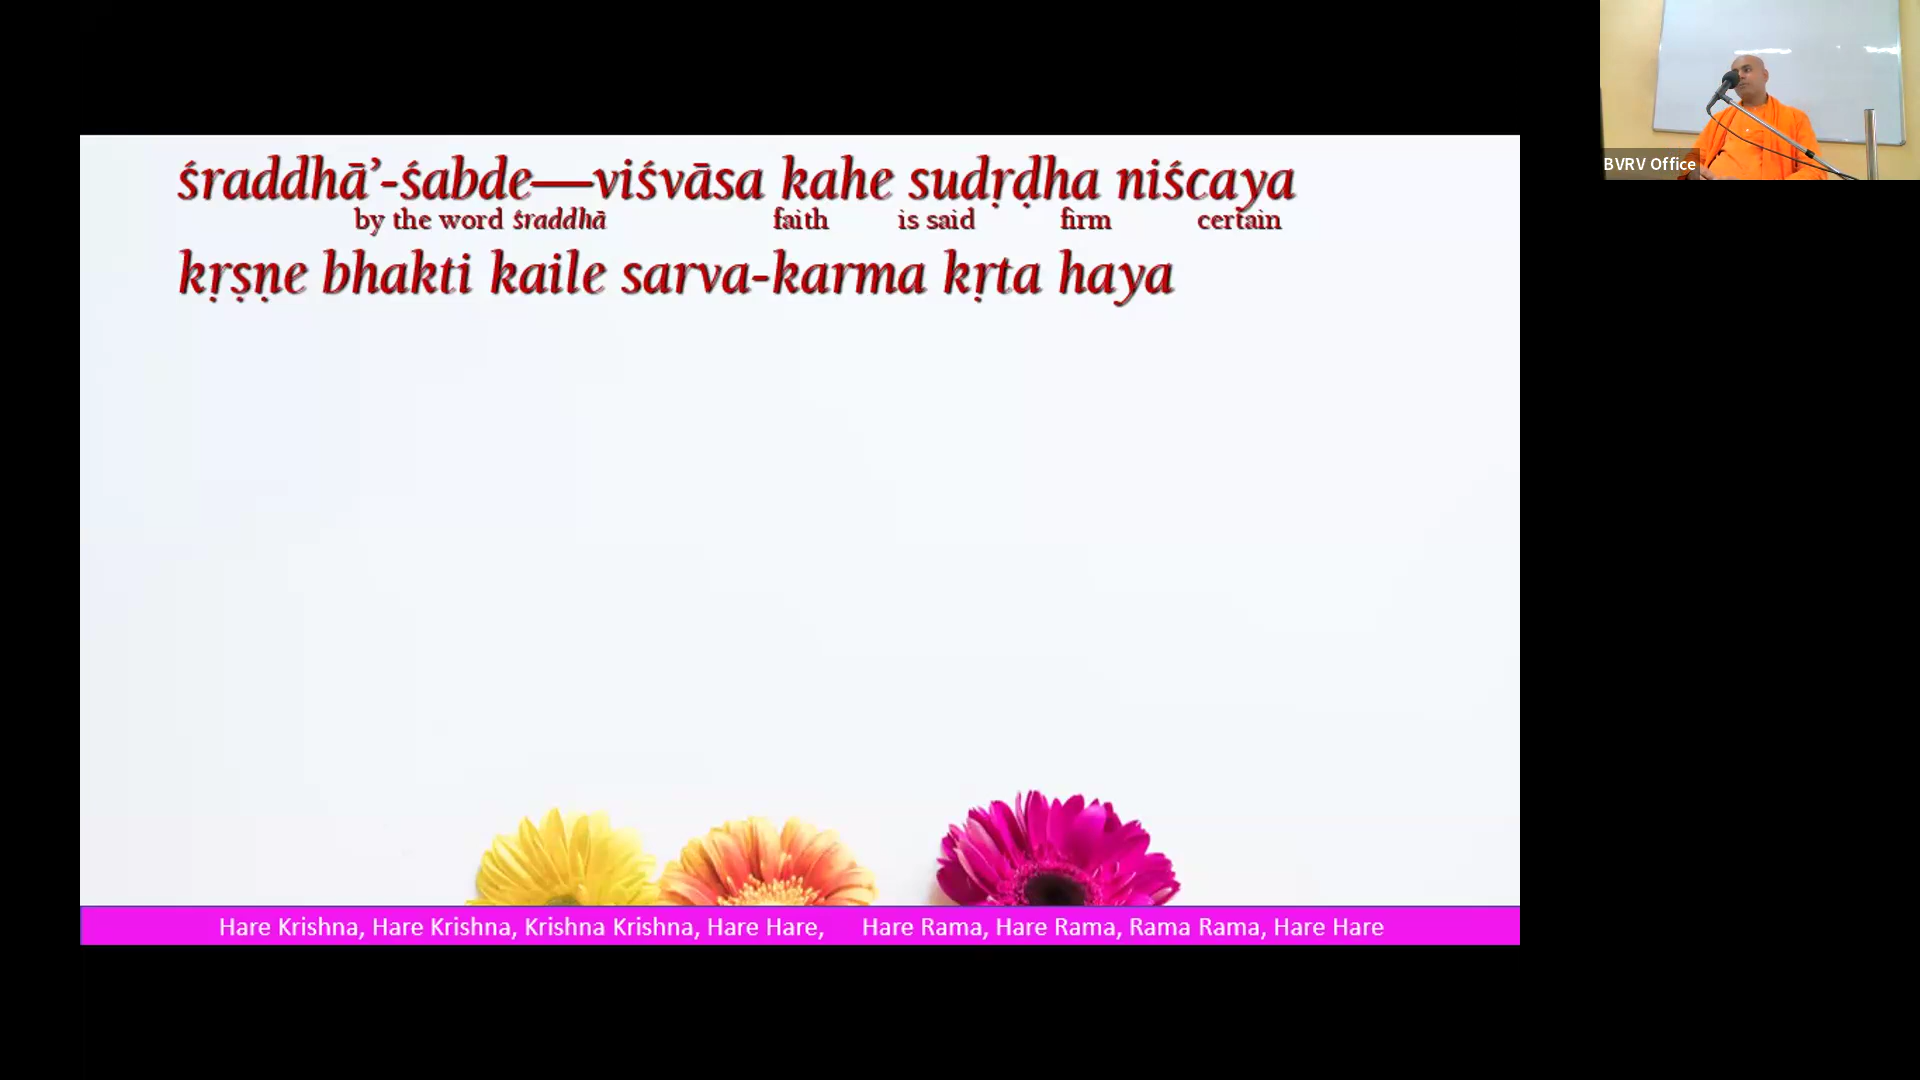 śraddhā’-śabde—viśvāsa kahe sudṛḍha niścaya
by the word śraddhā faith is said firm certain
kṛṣṇe bhakti kaile sarva-karma kṛta haya
BVRV Office
Hare Krishna, Hare Krishna, Krishna Krishna, Hare Hare, Hare Rama, Hare Rama, Rama Rama, Hare Hare